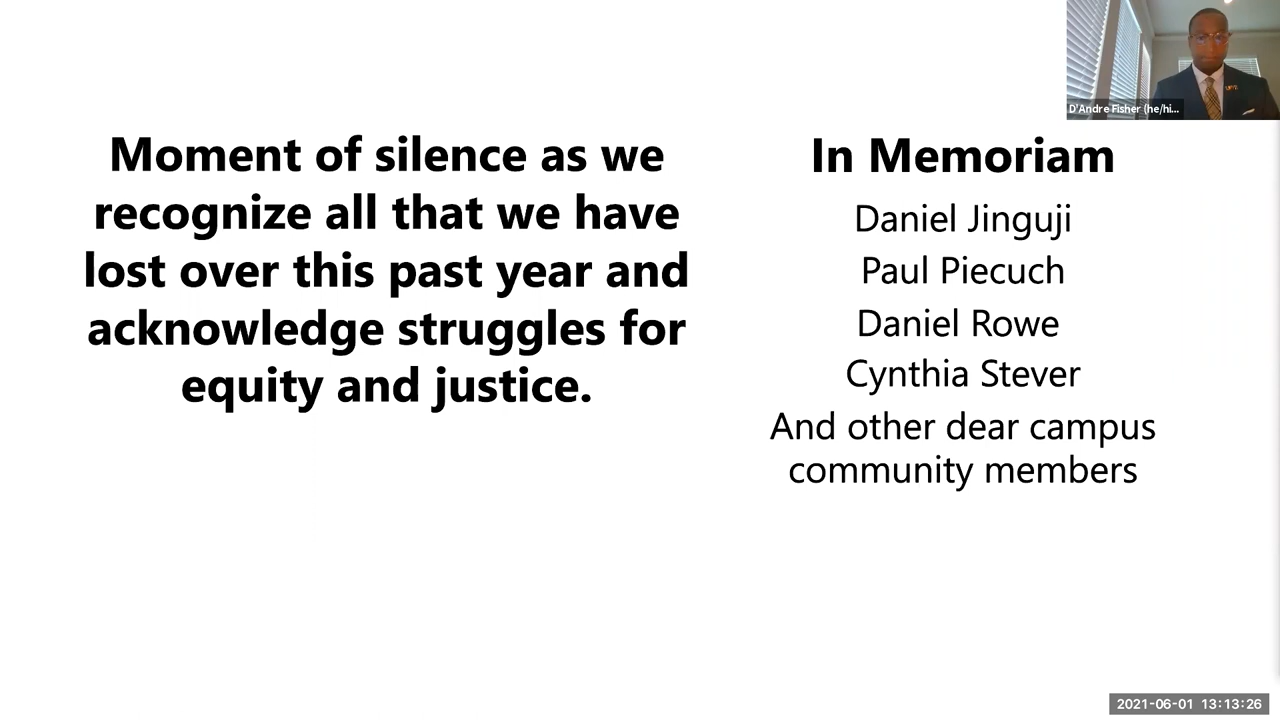 Moment of silence as we
recognize all that we have
lost over this past year and
acknowledge struggles for
equity and justice.
In Memoriam
Daniel Jinguji
Paul Piecuch
Daniel Rowe
Cynthia Stever
And other dear campus
community members
D'Andre Fisher (he/hi...
2021-06-01 13:13:26